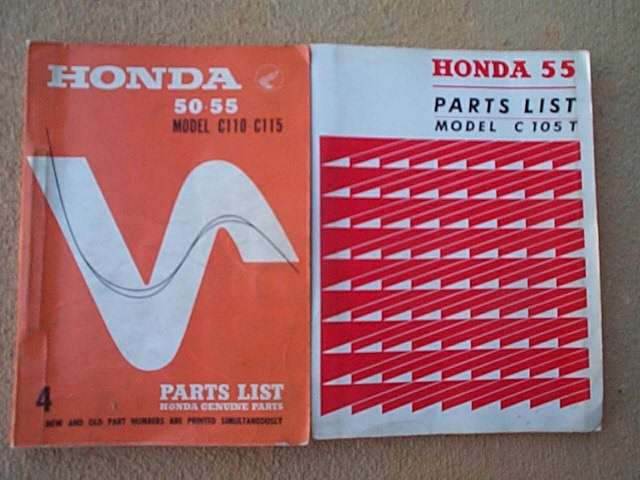 HONDA
50·55
MODEL C110 C115
4
PARTS LIST
HONDA GENUINE PARTS
NEW AND OLD PART NUMBERS ARE PRINTED SIMULTANEOUSLY
HONDA 55
PARTS LIST
MODEL C105T